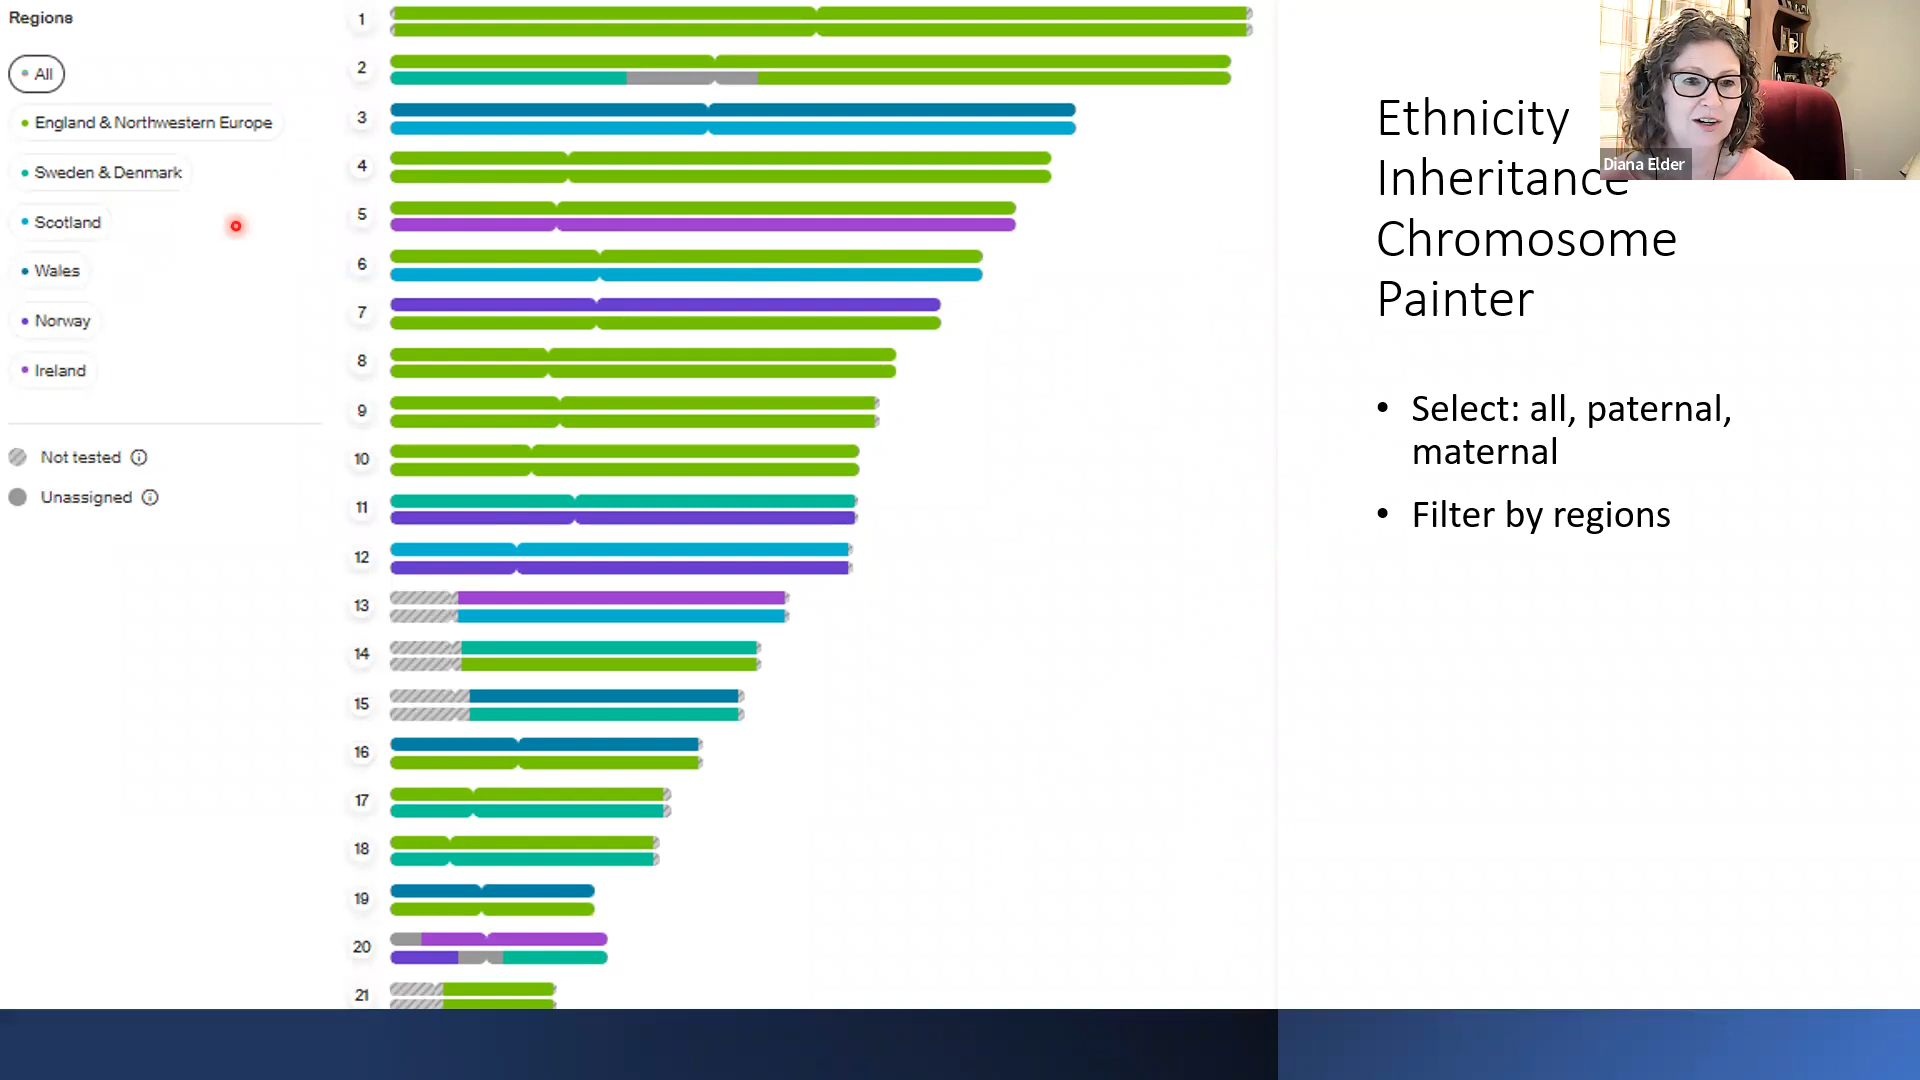 Regions
All
England & Northwestern Europe
Sweden & Denmark
Scotland
Wales
Norway
Ireland
Not tested
Unassigned
1
2
3
4
5
6
7
8
9
10
11
12
13
14
15
16
17
18
19
20
21
Ethnicity
Inheritance
Chromosome
Painter
• Select: all, paternal,
maternal
• Filter by regions
Diana Elder